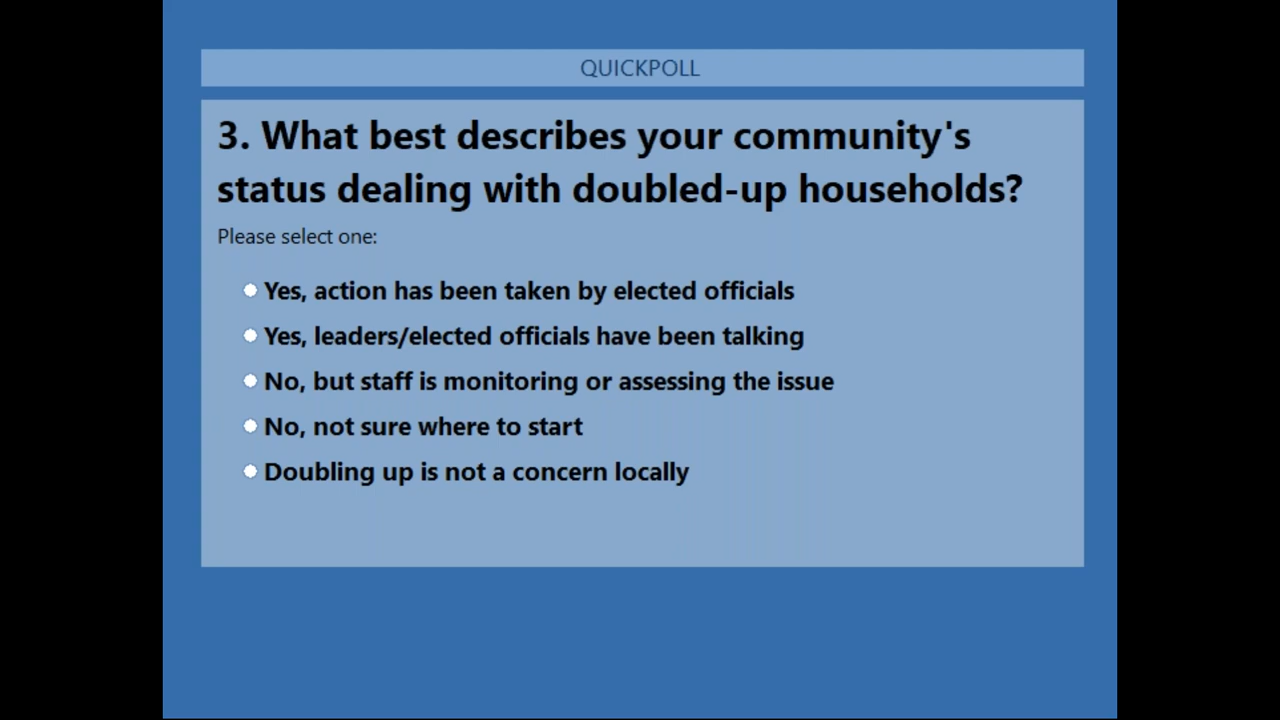 QUICKPOLL
3. What best describes your community's
status dealing with doubled-up households?
Please select one:
Yes, action has been taken by elected officials
Yes, leaders/elected officials have been talking
No, but staff is monitoring or assessing the issue
No, not sure where to start
Doubling up is not a concern locally